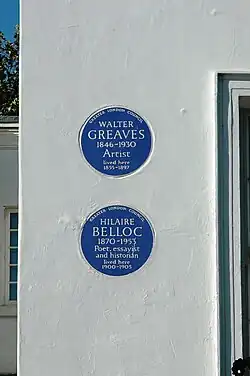 GREATER LONDON COUNCIL
WALTER
GREAVES
1846-1930
Artist
lived here
1855-1897
GREATER LONDON COUNCIL
HILAIRE
BELLOC
1870-1953
Poet, essayist
and historian
lived here
1900-1905